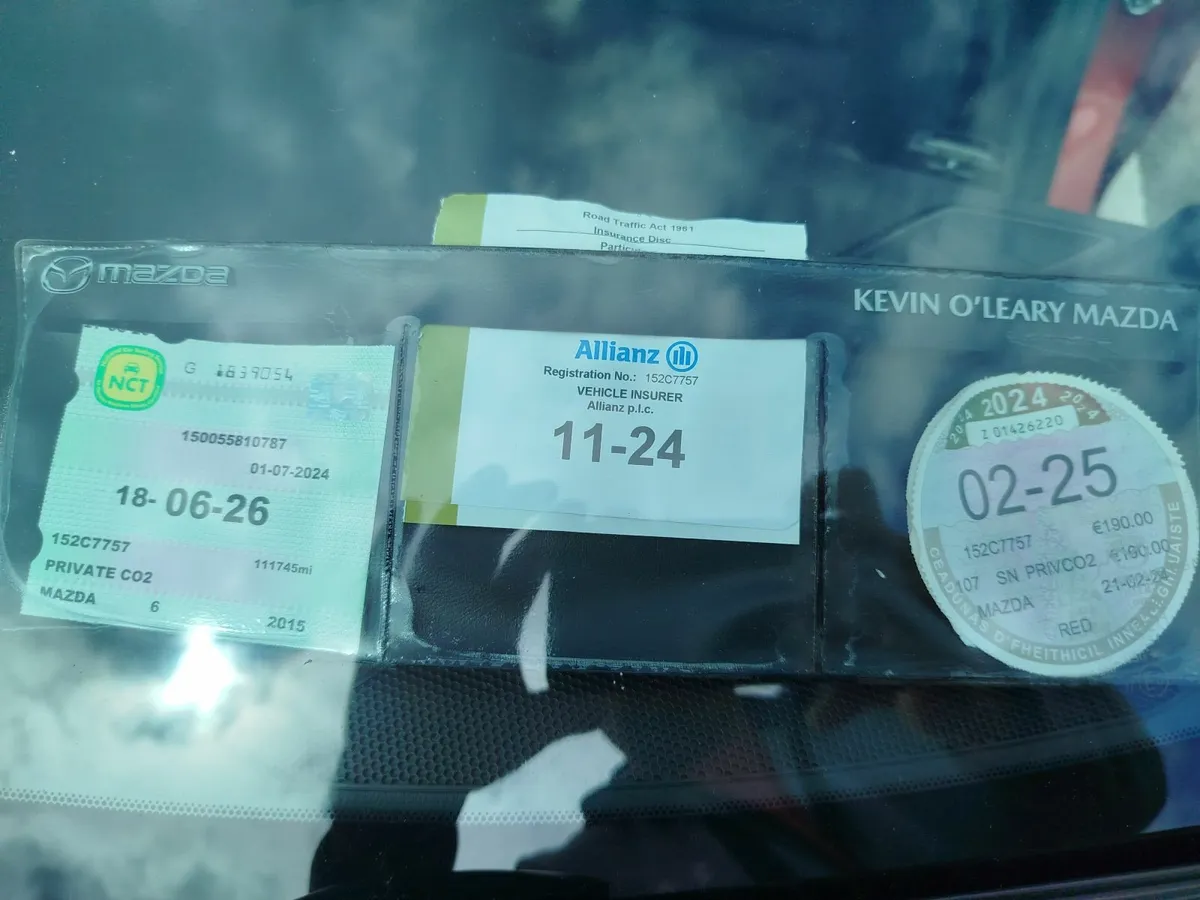 Road Traffic Act 1961
Insurance Disc
mazda
KEVIN O'LEARY MAZDA
NCT
G 1839054
150055810787
01-07-2024
18-06-26
152C7757
111745mi
PRIVATE CO2
MAZDA 6 2015
Allianz
Registration No.: 152C7757
VEHICLE INSURER
Allianz p.l.c.
11-24
2024
Z 01426220
02-25
152C7757 €190.00
107 SN PRIVCO2 €190.00
MAZDA
RED